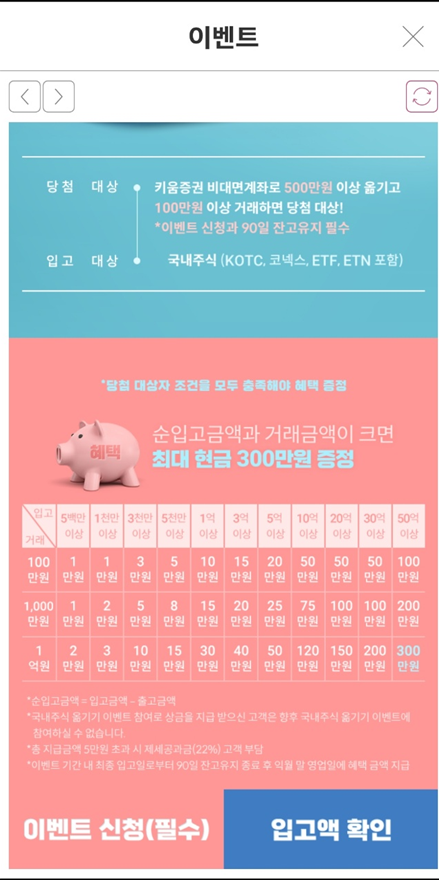 이벤트
당첨 대상
키움증권 비대면계좌로 500만원 이상 옮기고
100만원 이상 거래하면 당첨 대상!
*이벤트 신청과 90일 잔고유지 필수
입고 대상
국내주식 (KOTC, 코넥스, ETF, ETN 포함)
*당첨 대상자 조건을 모두 충족해야 혜택 증정
혜택
순입고금액과 거래금액이 크면
최대 현금 300만원 증정
입고 5백만 1천만 3천만 5천만 1억 3억 5억 10억 20억 30억 50억
거래 이상 이상 이상 이상 이상 이상 이상 이상 이상 이상 이상
100 1 1 3 5 10 15 20 50 50 50 100
만원 만원 만원 만원 만원 만원 만원 만원 만원 만원 만원 만원
1,000 1 2 5 8 15 20 25 75 100 100 200
만원 만원 만원 만원 만원 만원 만원 만원 만원 만원 만원 만원
1 2 3 10 15 30 40 50 120 150 200 300
억원 만원 만원 만원 만원 만원 만원 만원 만원 만원 만원 만원
*순입고금액 = 입고금액 - 출고금액
*국내주식 옮기기 이벤트 참여로 상금을 지급 받으신 고객은 향후 국내주식 옮기기 이벤트에
참여하실 수 없습니다.
*총 지급금액 5만원 초과 시 제세공과금(22%) 고객 부담
*이벤트 기간 내 최종 입고일로부터 90일 잔고유지 종료 후 익월 말 영업일에 혜택 금액 지급
이벤트 신청(필수)
입고액 확인